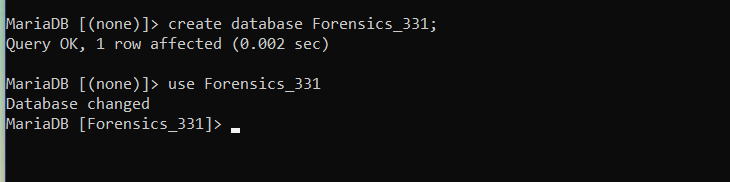 MariaDB [(none)]> create database Forensics_331;
Query OK, 1 row affected (0.002 sec)
MariaDB [(none)]> use Forensics_331
Database changed
MariaDB [Forensics_331]>